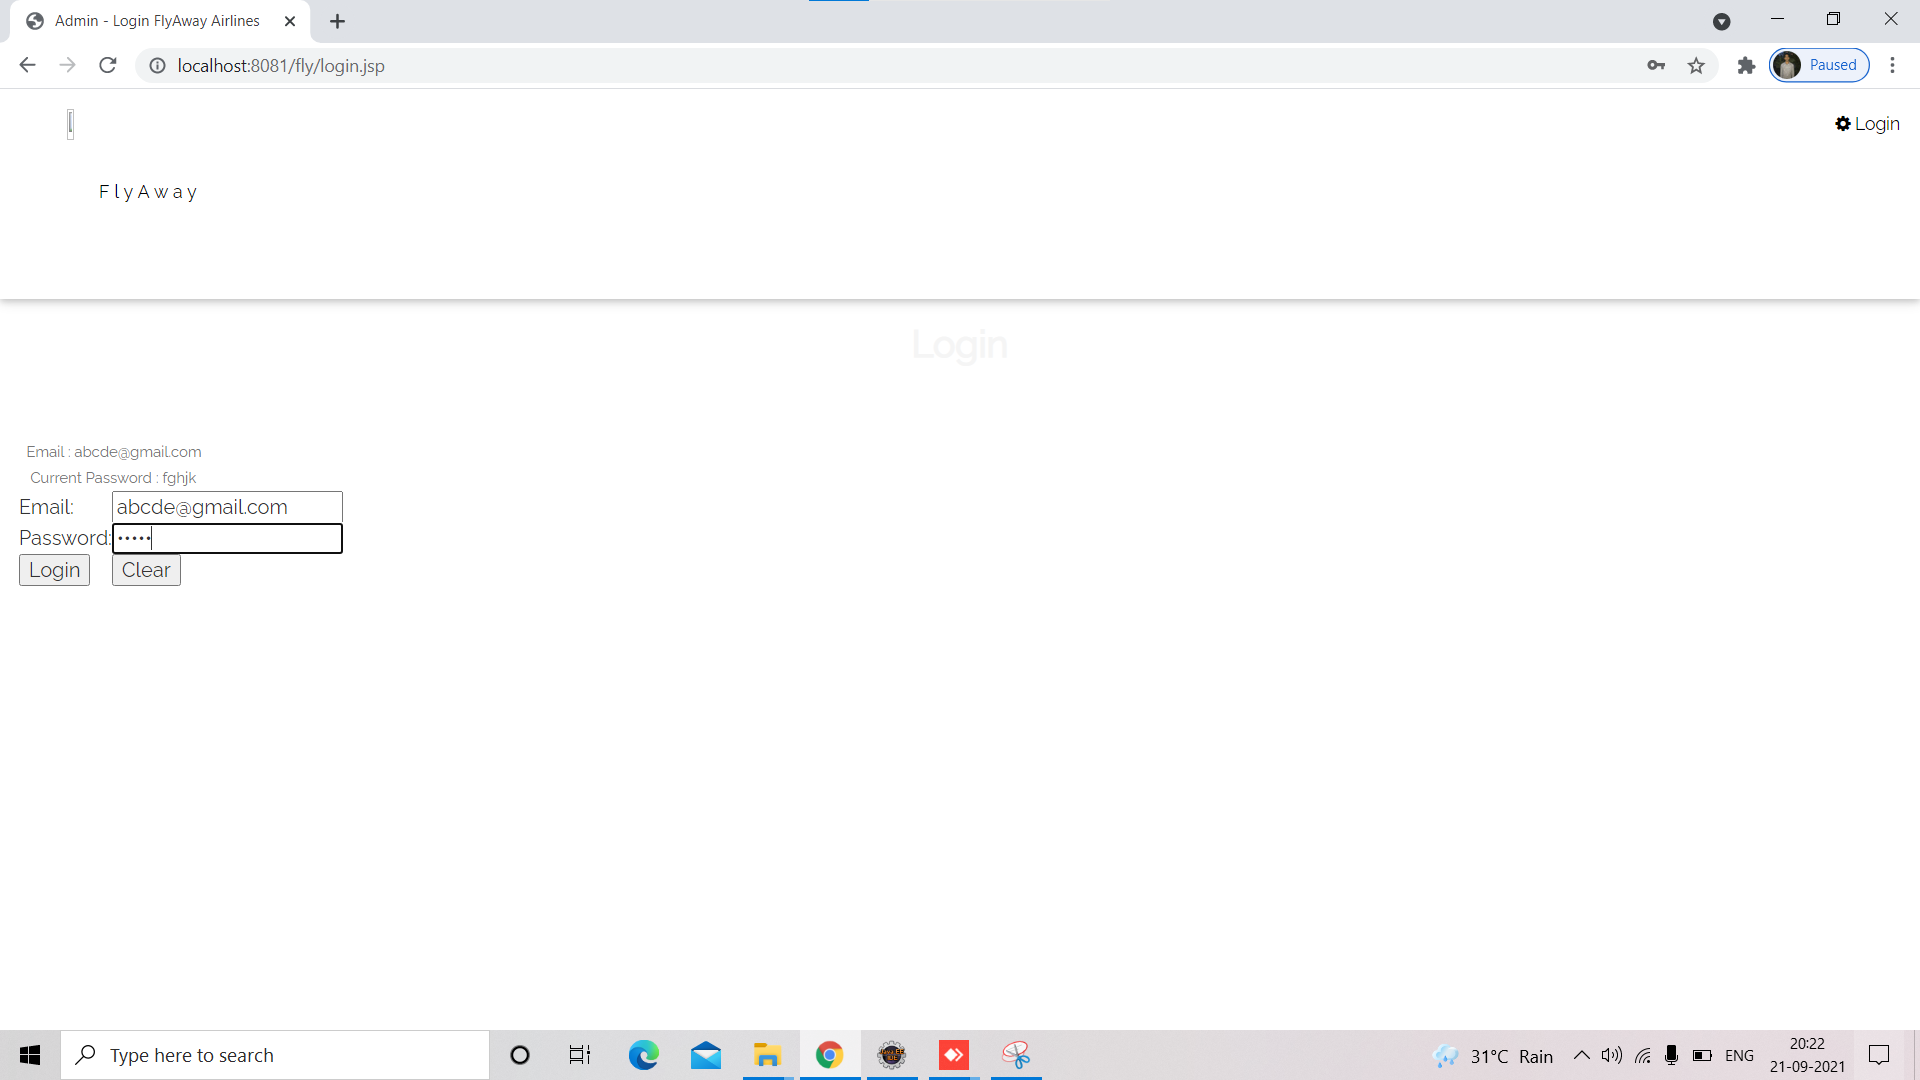 Admin - Login FlyAway Airlines
localhost:8081/fly/login.jsp
Paused
Login
FlyAway
Login
Email : abcde@gmail.com
Current Password : fghjk
Email: abcde@gmail.com
Password: •••••
Login Clear
Type here to search
31°C Rain
ENG
20:22
21-09-2021